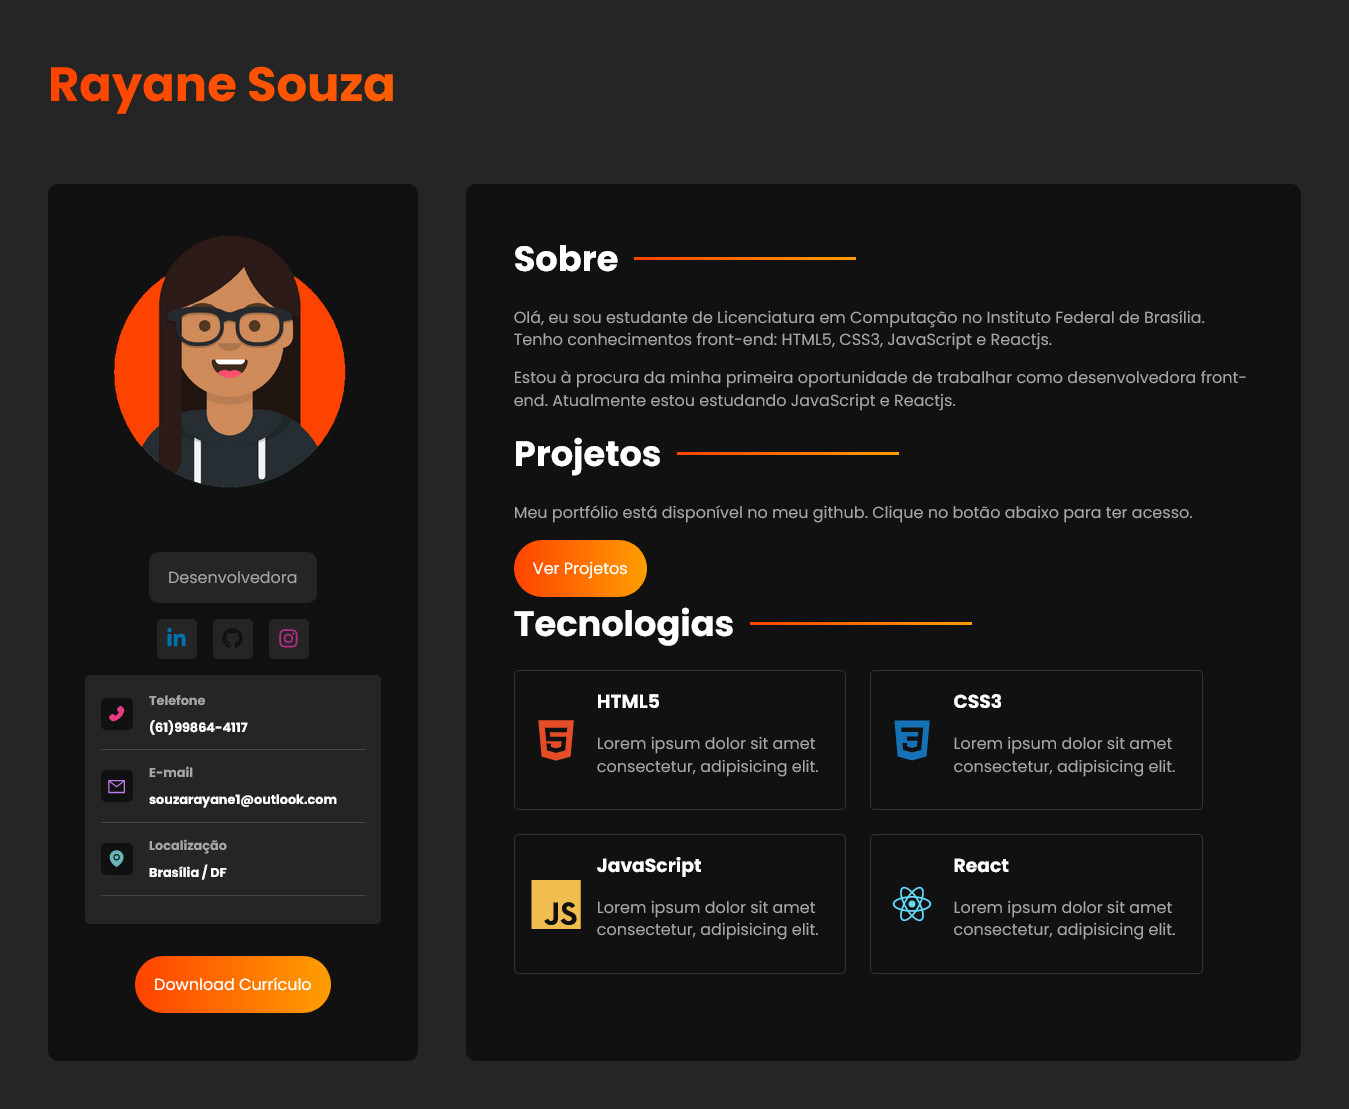 Rayane Souza
Desenvolvedora
in
Telefone
(61)99864-4117
E-mail
souzarayane1@outlook.com
Localização
Brasília / DF
Download Currículo
Sobre
Olá, eu sou estudante de Licenciatura em Computação no Instituto Federal de Brasília.
Tenho conhecimentos front-end: HTML5, CSS3, JavaScript e Reactjs.
Estou à procura da minha primeira oportunidade de trabalhar como desenvolvedora front-
end. Atualmente estou estudando JavaScript e Reactjs.
Projetos
Meu portfólio está disponível no meu github. Clique no botão abaixo para ter acesso.
Ver Projetos
Tecnologias
HTML5
5
Lorem ipsum dolor sit amet
consectetur, adipisicing elit.
CSS3
3
Lorem ipsum dolor sit amet
consectetur, adipisicing elit.
JavaScript
JS
Lorem ipsum dolor sit amet
consectetur, adipisicing elit.
React
Lorem ipsum dolor sit amet
consectetur, adipisicing elit.